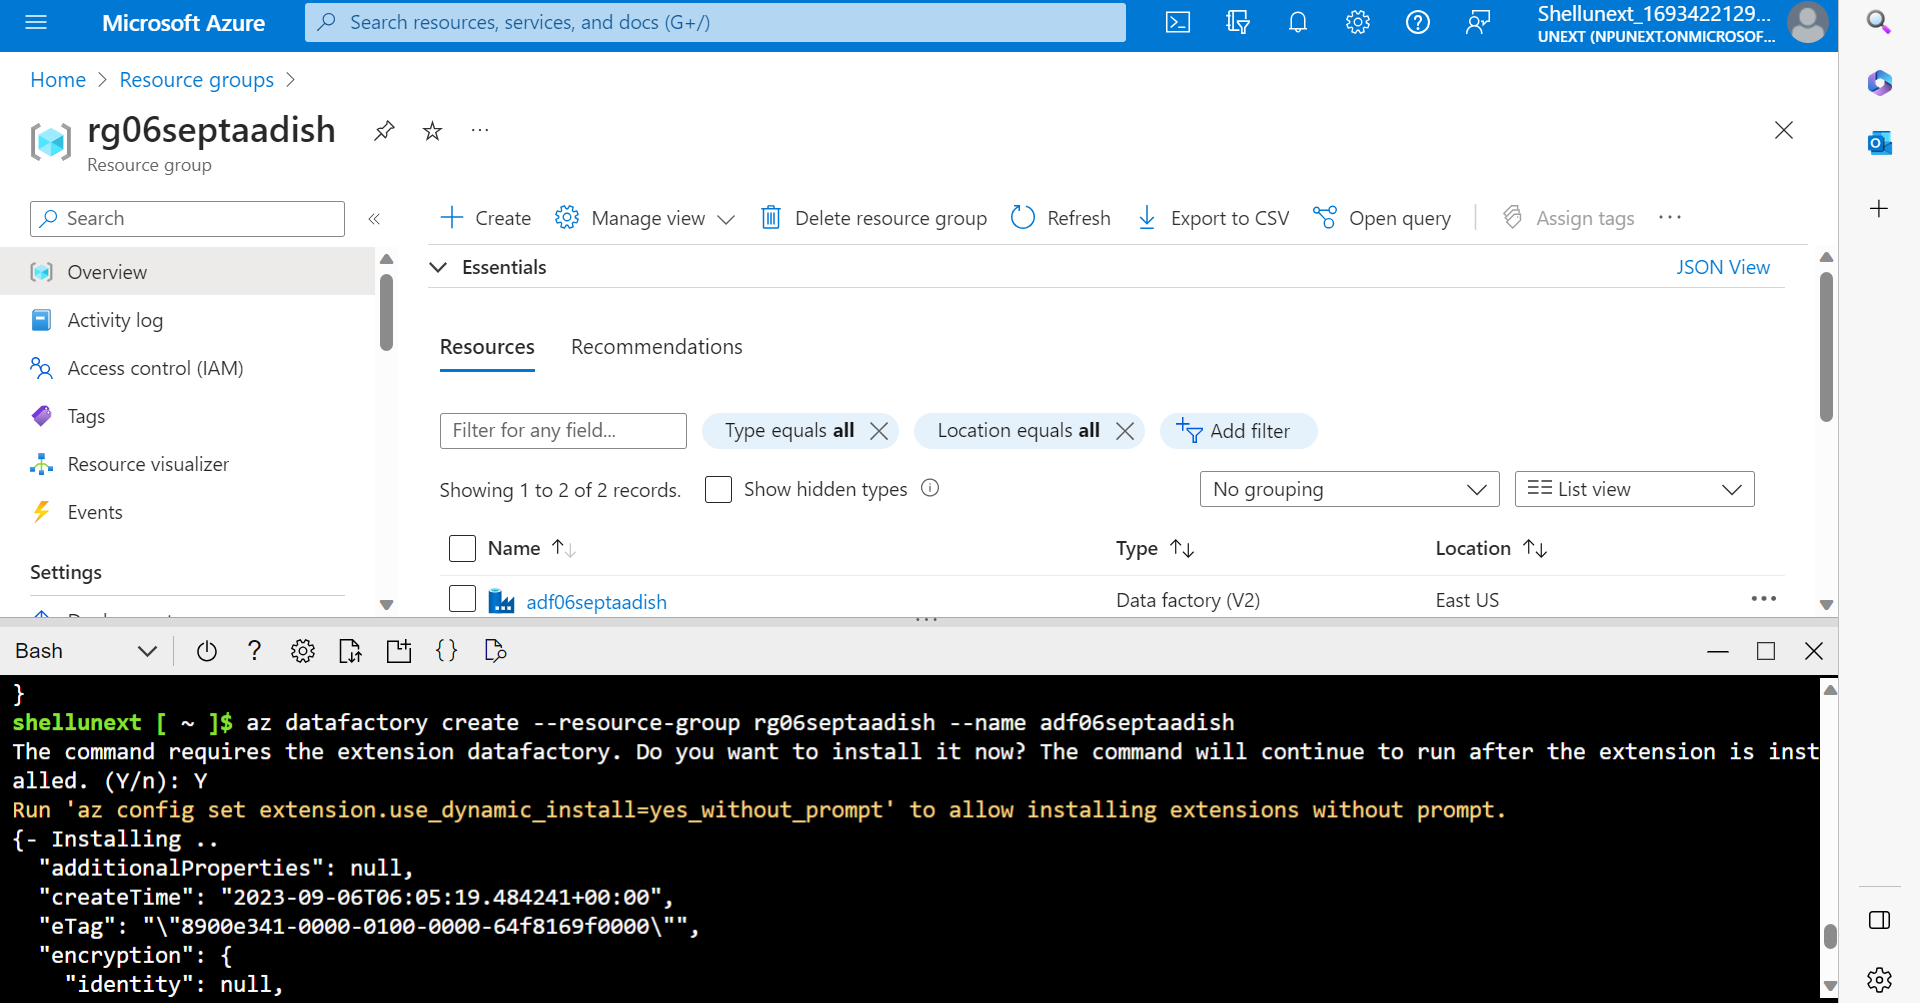 Microsoft Azure
Search resources, services, and docs (G+/)
Shellunext_1693422129...
UNEXT (NPUNEXT.ONMICROSOF...
Home > Resource groups >
rg06septaadish
Resource group
Search
Create
Manage view
Delete resource group
Refresh
Export to CSV
Open query
Assign tags
Overview
Activity log
Access control (IAM)
Tags
Resource visualizer
Events
Settings
Essentials
JSON View
Resources
Recommendations
Filter for any field...
Type equals all
Location equals all
Add filter
Showing 1 to 2 of 2 records.
Show hidden types
No grouping
List view
Name
Type
Location
adf06septaadish
Data factory (V2)
East US
Bash
}
shellunext [ ~ ]$ az datafactory create --resource-group rg06septaadish --name adf06septaadish
The command requires the extension datafactory. Do you want to install it now? The command will continue to run after the extension is inst
alled. (Y/n): Y
Run 'az config set extension.use_dynamic_install=yes_without_prompt' to allow installing extensions without prompt.
{- Installing ..
"additionalProperties": null,
"createTime": "2023-09-06T06:05:19.484241+00:00",
"eTag": "\"8900e341-0000-0100-0000-64f8169f0000\"",
"encryption": {
"identity": null,